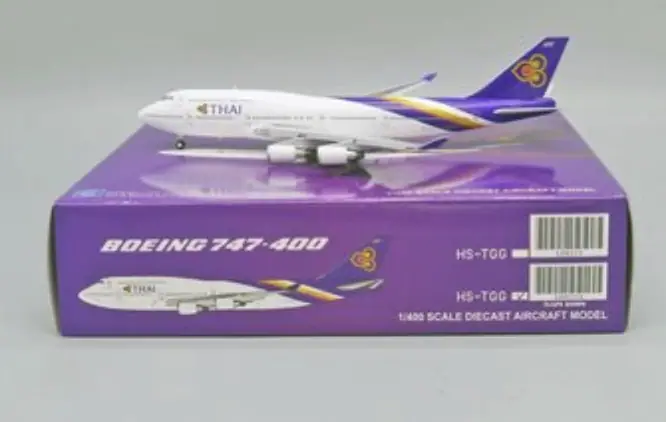 THAI
BOEING 747-400
HS-TGG
THAI
HS-TGG
1/400 SCALE DIECAST AIRCRAFT MODEL